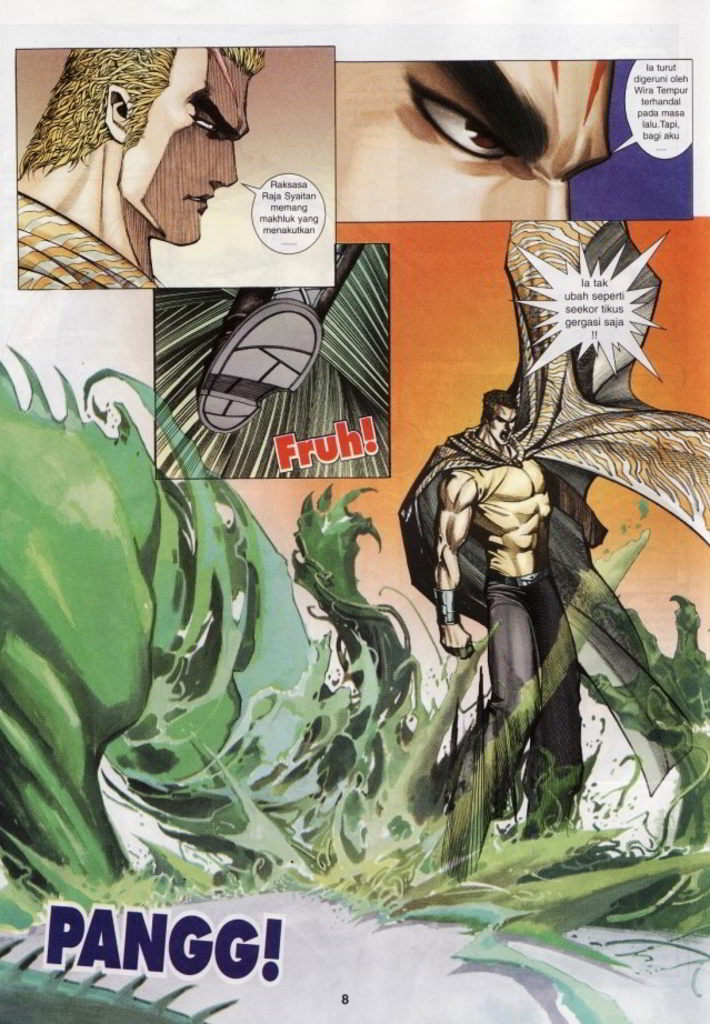 Raksasa
Raja Syaitan
memang
makhluk yang
menakutkan
......
Ia turut
digeruni oleh
Wira Tempur
terhandal
pada masa
lalu.Tapi,
bagi aku
....
Fruh!
Ia tak
ubah seperti
seekor tikus
gergasi saja
!!
PANGG!
8